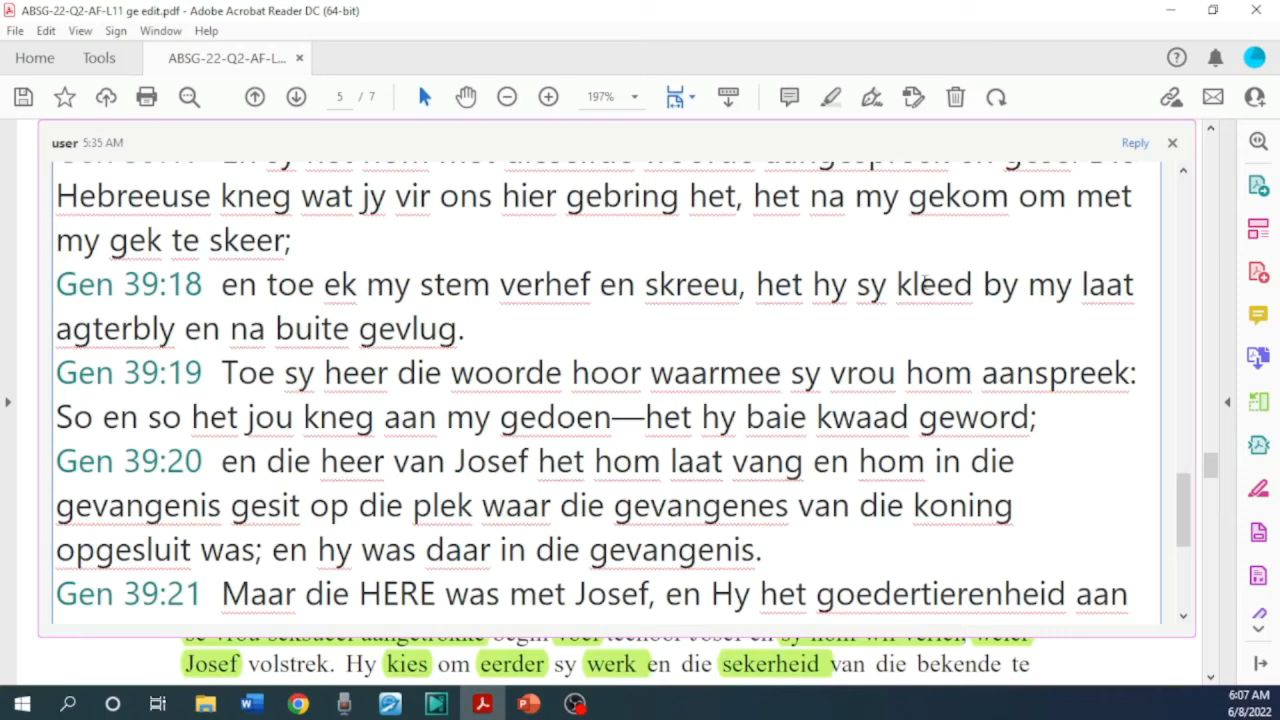 ABSG-22-Q2-AF-L11 ge edit.pdf - Adobe Acrobat Reader DC (64-bit)
File Edit View Sign Window Help
Home Tools ABSG-22-Q2-AF-L... ×
5 / 7 197%
user 5:35 AM Reply
Hebreeuse kneg wat jy vir ons hier gebring het, het na my gekom om met
my gek te skeer;
Gen 39:18 en toe ek my stem verhef en skreeu, het hy sy kleed by my laat
agterbly en na buite gevlug.
Gen 39:19 Toe sy heer die woorde hoor waarmee sy vrou hom aanspreek:
So en so het jou kneg aan my gedoen—het hy baie kwaad geword;
Gen 39:20 en die heer van Josef het hom laat vang en hom in die
gevangenis gesit op die plek waar die gevangenes van die koning
opgesluit was; en hy was daar in die gevangenis.
Gen 39:21 Maar die HERE was met Josef, en Hy het goedertierenheid aan
Josef volstrek. Hy kies om eerder sy werk en die sekerheid van die bekende te
6:07 AM
6/8/2022